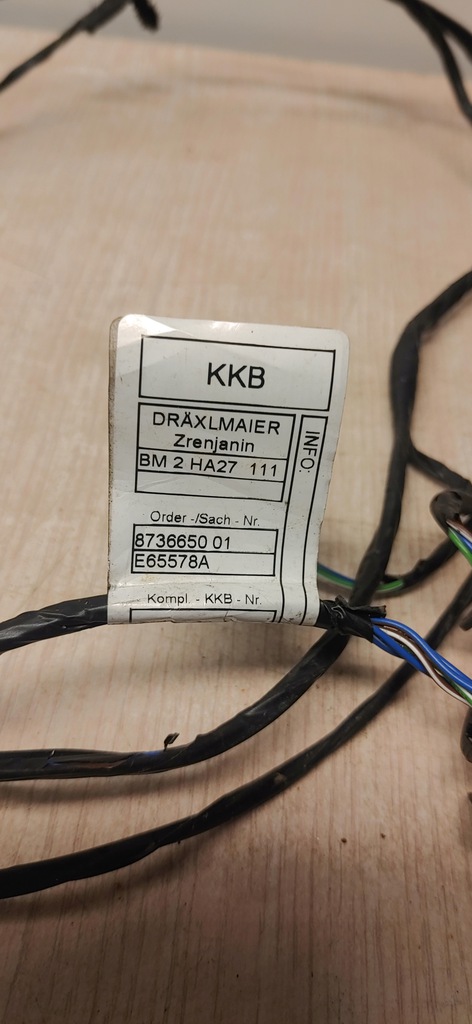 KKB
DRÄXLMAIER
Zrenjanin
BM 2 HA27 111
INFO:
Order -/Sach - Nr.
8736650 01
E65578A
Kompl. - KKB - Nr.